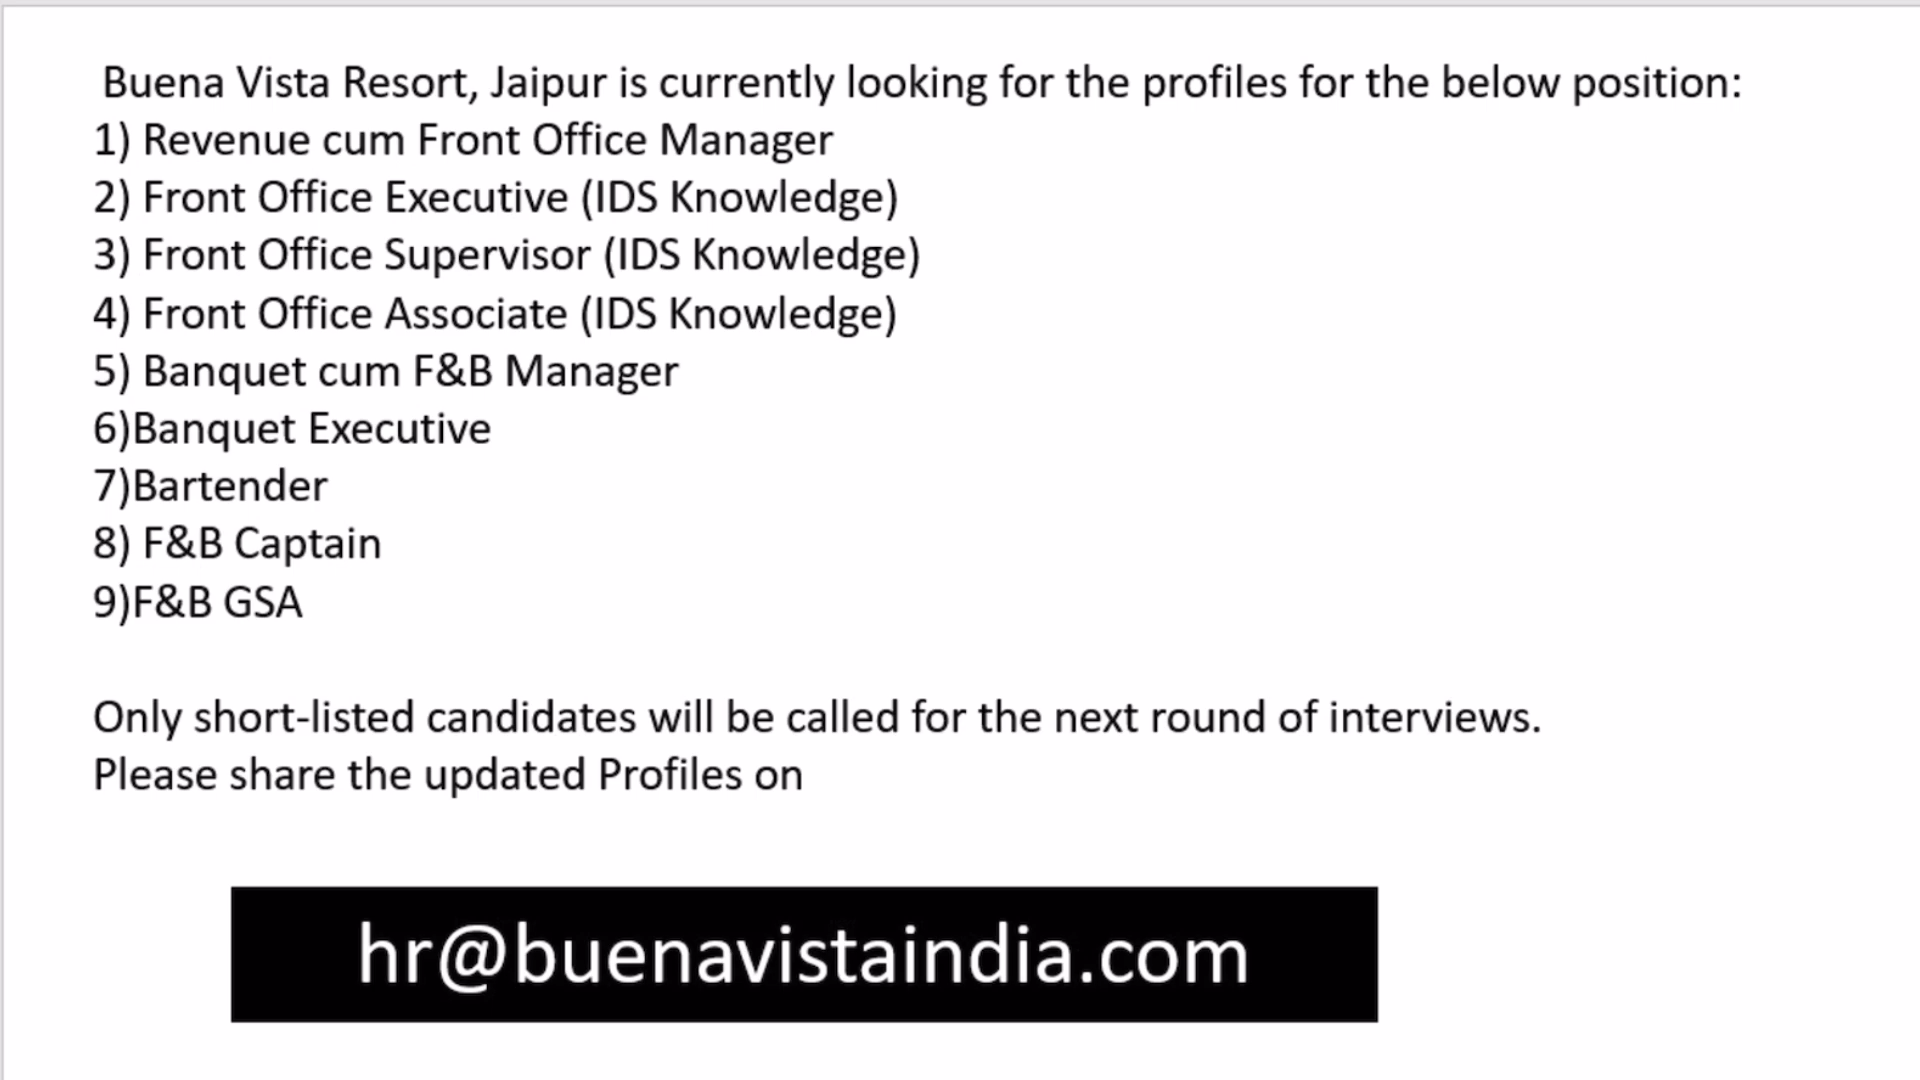 Buena Vista Resort, Jaipur is currently looking for the profiles for the below position:
1) Revenue cum Front Office Manager
2) Front Office Executive (IDS Knowledge)
3) Front Office Supervisor (IDS Knowledge)
4) Front Office Associate (IDS Knowledge)
5) Banquet cum F&B Manager
6)Banquet Executive
7)Bartender
8) F&B Captain
9)F&B GSA
Only short-listed candidates will be called for the next round of interviews.
Please share the updated Profiles on
hr@buenavistaindia.com